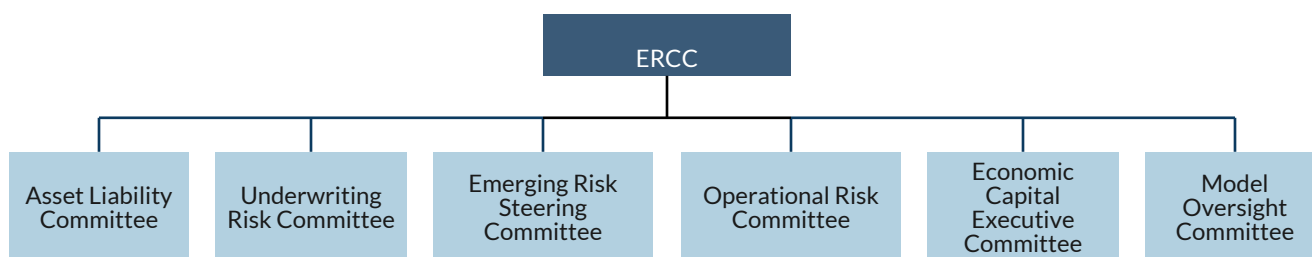 ERCC
Asset Liability
Committee
Underwriting
Risk Committee
Emerging Risk
Steering
Committee
Operational Risk
Committee
Economic
Capital
Executive
Committee
Model
Oversight
Committee